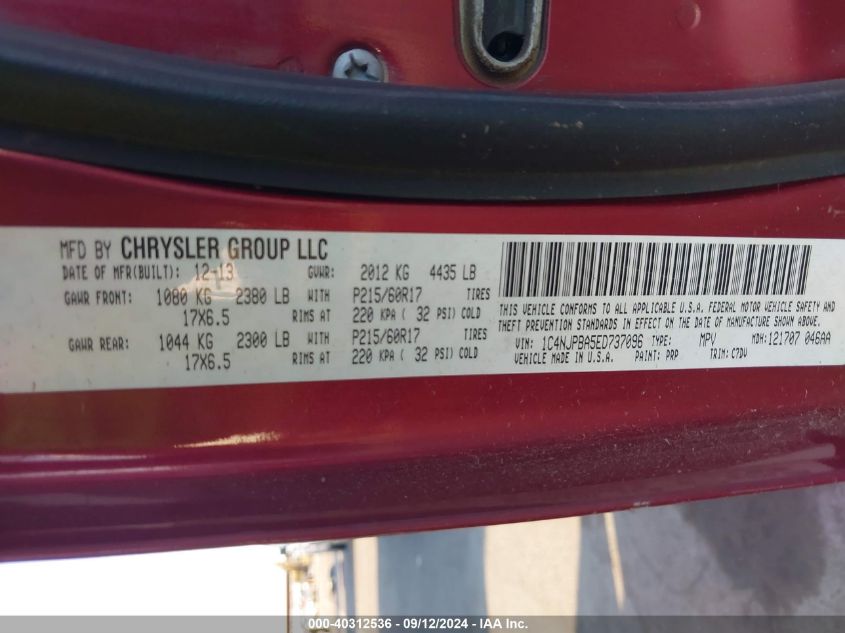 MFD BY CHRYSLER GROUP LLC
DATE OF MFR(BUILT): 12-13 GVWR: 2012 KG 4435 LB
GAWR FRONT: 1080 KG 2380 LB WITH P215/60R17 TIRES
17X6.5 RIMS AT 220 KPA ( 32 PSI) COLD
GAWR REAR: 1044 KG 2300 LB WITH P215/60R17 TIRES
17X6.5 RIMS AT 220 KPA ( 32 PSI) COLD
THIS VEHICLE CONFORMS TO ALL APPLICABLE U.S.A. FEDERAL MOTOR VEHICLE SAFETY AND
THEFT PREVENTION STANDARDS IN EFFECT ON THE DATE OF MANUFACTURE SHOWN ABOVE.
VIN: 1C4NJPBA5ED737096 TYPE: MPV MDH:121707 046AA
VEHICLE MADE IN U.S.A. PAINT: PRP TRIM: C7DV
000-40312536 - 09/12/2024 - IAA Inc.